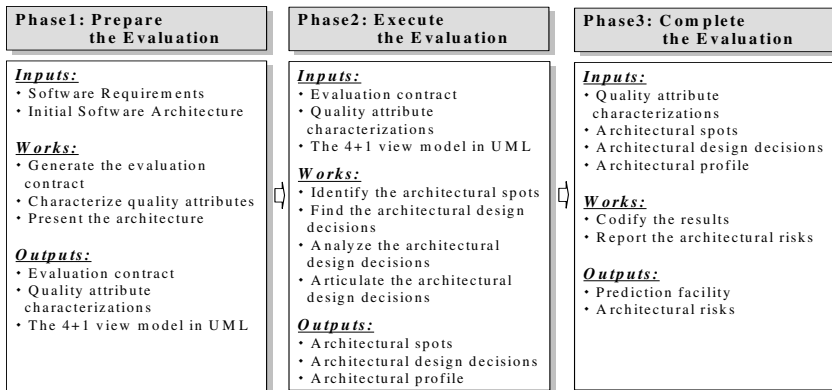 Phase1: Prepare
the Evaluation
Inputs:
• Software Requirements
• Initial Software Architecture
Works:
• Generate the evaluation
contract
• Characterize quality attributes
• Present the architecture
Outputs:
• Evaluation contract
• Quality attribute
characterizations
• The 4+1 view model in UML
Phase2: Execute
the Evaluation
Inputs:
• Evaluation contract
• Quality attribute
characterizations
• The 4+1 view model in UML
Works:
• Identify the architectural spots
• Find the architectural design
decisions
• Analyze the architectural
design decisions
• Articulate the architectural
design decisions
Outputs:
• Architectural spots
• Architectural design decisions
• Architectural profile
Phase3: Complete
the Evaluation
Inputs:
• Quality attribute
characterizations
• Architectural spots
• Architectural design decisions
• Architectural profile
Works:
• Codify the results
• Report the architectural risks
Outputs:
• Prediction facility
• Architectural risks